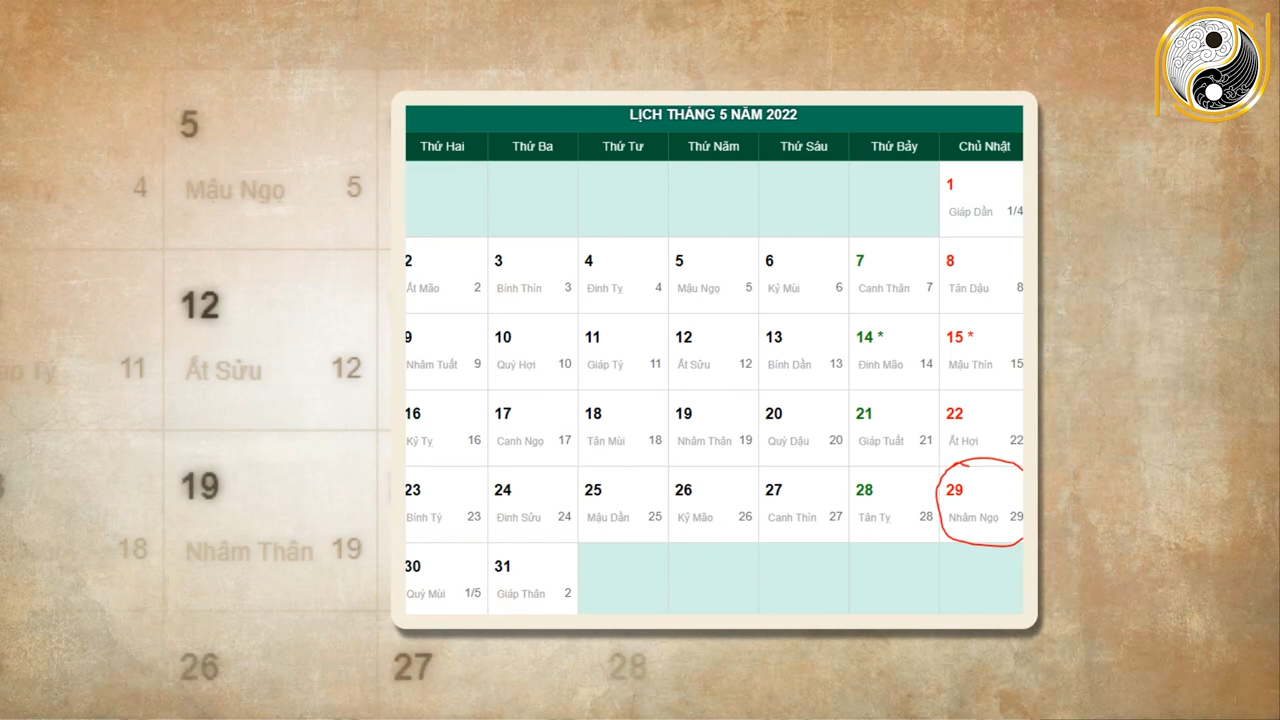 LỊCH THÁNG 5 NĂM 2022
Thứ Hai Thứ Ba Thứ Tư Thứ Năm Thứ Sáu Thứ Bảy Chủ Nhật
1
Giáp Dần 1/4
2 3 4 5 6 7 8
Ất Mão 2 Bính Thìn 3 Đinh Tỵ 4 Mậu Ngọ 5 Kỷ Mùi 6 Canh Thân 7 Tân Dậu 8
9 10 11 12 13 14 * 15 *
Nhâm Tuất 9 Quý Hợi 10 Giáp Tý 11 Ất Sửu 12 Bính Dần 13 Đinh Mão 14 Mậu Thìn 15
16 17 18 19 20 21 22
Kỷ Tỵ 16 Canh Ngọ 17 Tân Mùi 18 Nhâm Thân 19 Quý Dậu 20 Giáp Tuất 21 Ất Hợi 22
23 24 25 26 27 28 29
Bính Tý 23 Đinh Sửu 24 Mậu Dần 25 Kỷ Mão 26 Canh Thìn 27 Tân Tỵ 28 Nhâm Ngọ 29
30 31
Quý Mùi 1/5 Giáp Thân 2
5
4 Mậu Ngọ 5
12
11 Ất Sửu 12
19
18 Nhâm Thân 19
26 27 28